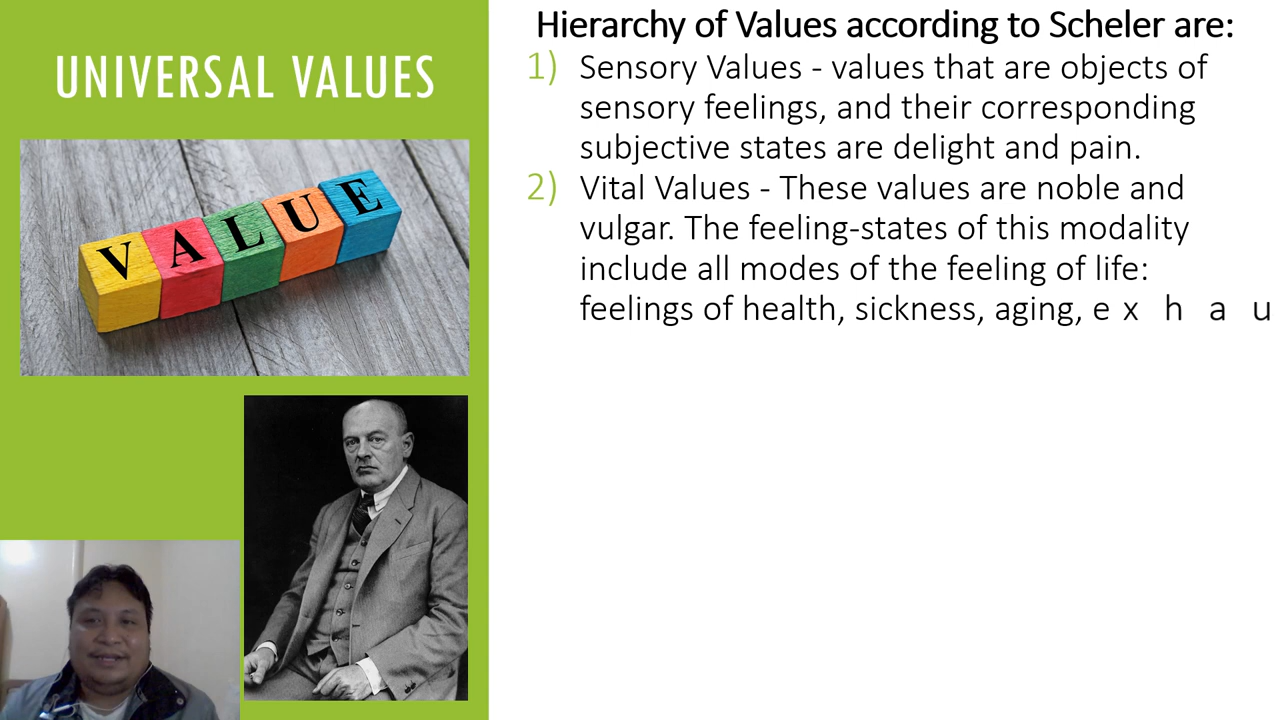 UNIVERSAL VALUES
VALUE
Hierarchy of Values according to Scheler are:
1) Sensory Values - values that are objects of
sensory feelings, and their corresponding
subjective states are delight and pain.
2) Vital Values - These values are noble and
vulgar. The feeling-states of this modality
include all modes of the feeling of life:
feelings of health, sickness, aging, e x h a u